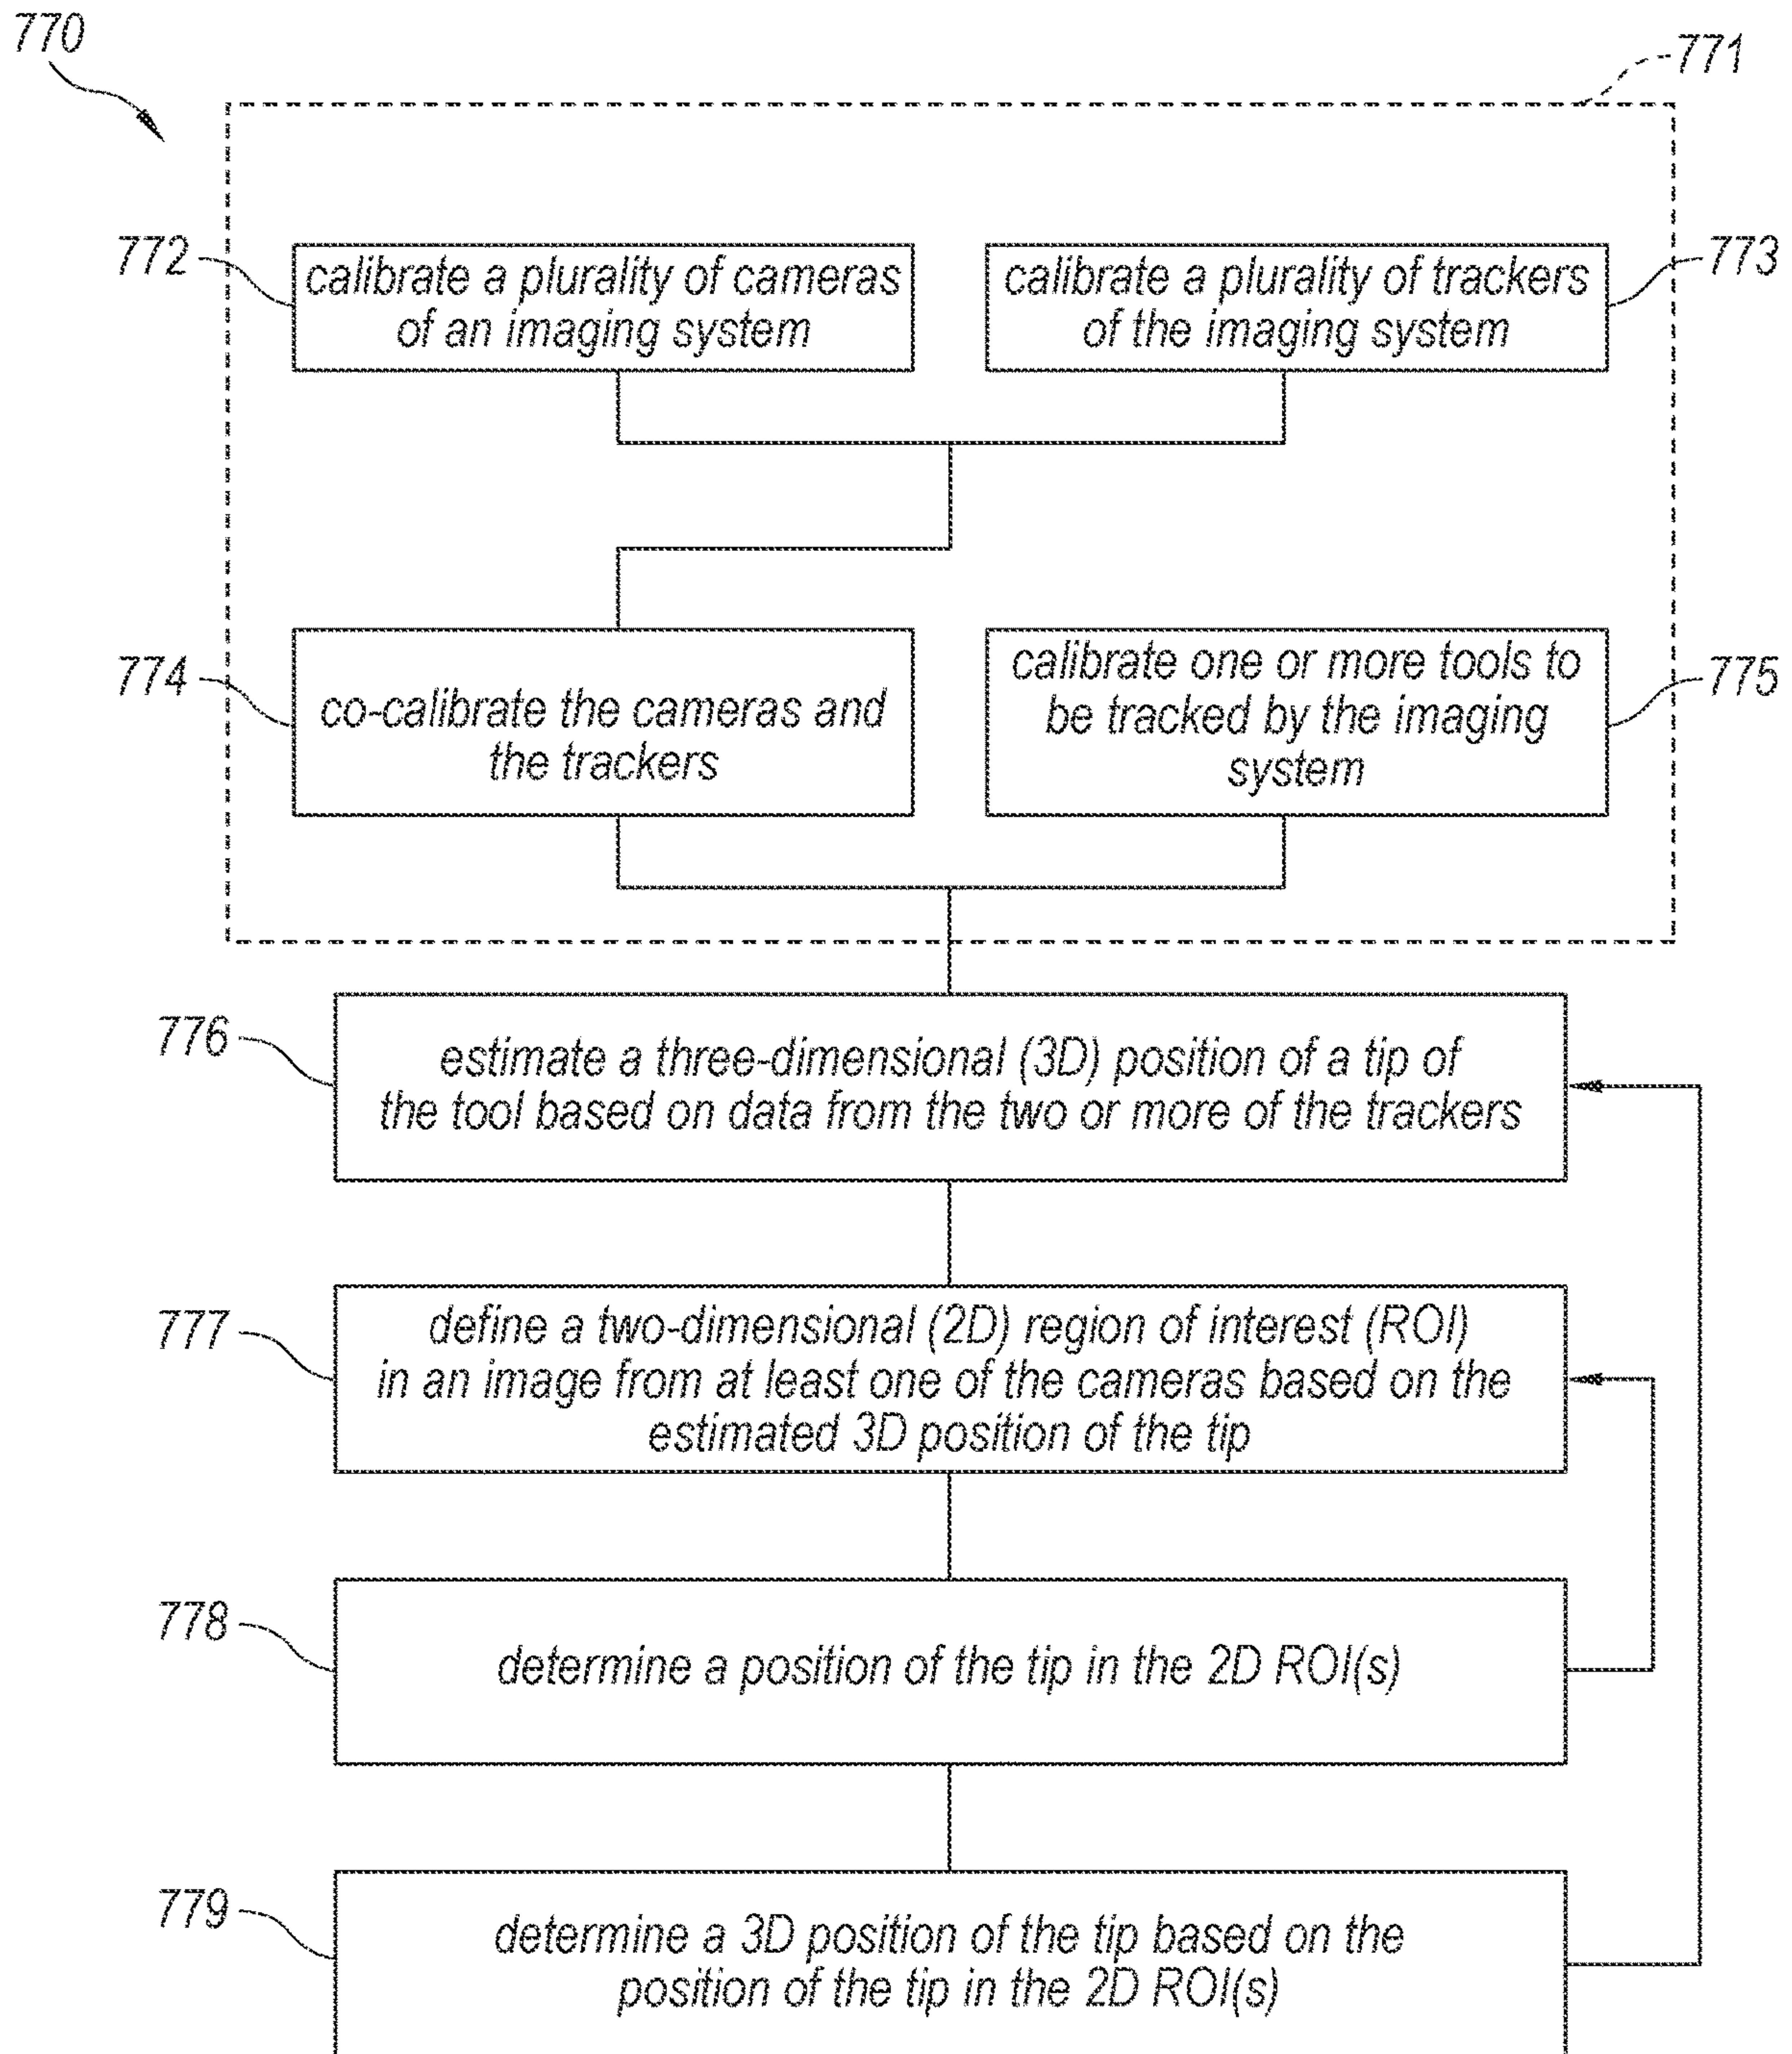 770
771
772
calibrate a plurality of cameras
of an imaging system
calibrate a plurality of trackers
of the imaging system
773
774
co-calibrate the cameras and
the trackers
calibrate one or more tools to
be tracked by the imaging
system
775
776
estimate a three-dimensional (3D) position of a tip of
the tool based on data from the two or more of the trackers
777
define a two-dimensional (2D) region of interest (ROI)
in an image from at least one of the cameras based on the
estimated 3D position of the tip
778
determine a position of the tip in the 2D ROI(s)
779
determine a 3D position of the tip based on the
position of the tip in the 2D ROI(s)